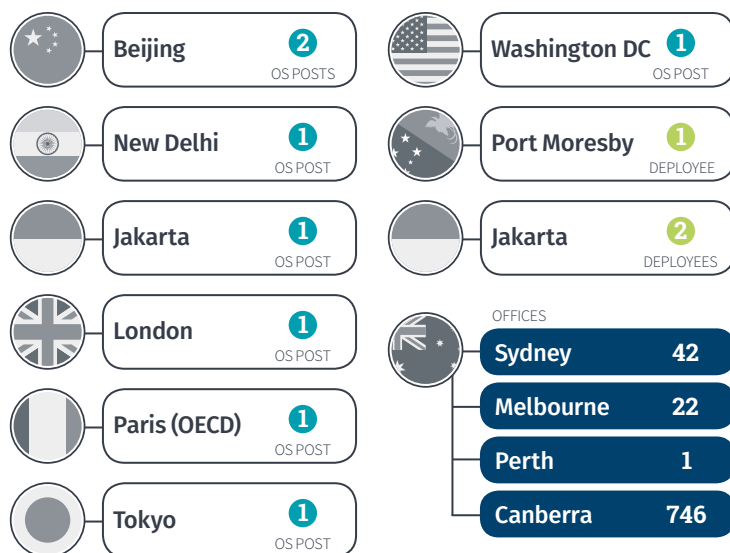 Beijing 2
OS POSTS
New Delhi 1
OS POST
Jakarta 1
OS POST
London 1
OS POST
Paris (OECD) 1
OS POST
Tokyo 1
OS POST
Washington DC 1
OS POST
Port Moresby 1
DEPLOYEE
Jakarta 2
DEPLOYEES
OFFICES
Sydney 42
Melbourne 22
Perth 1
Canberra 746